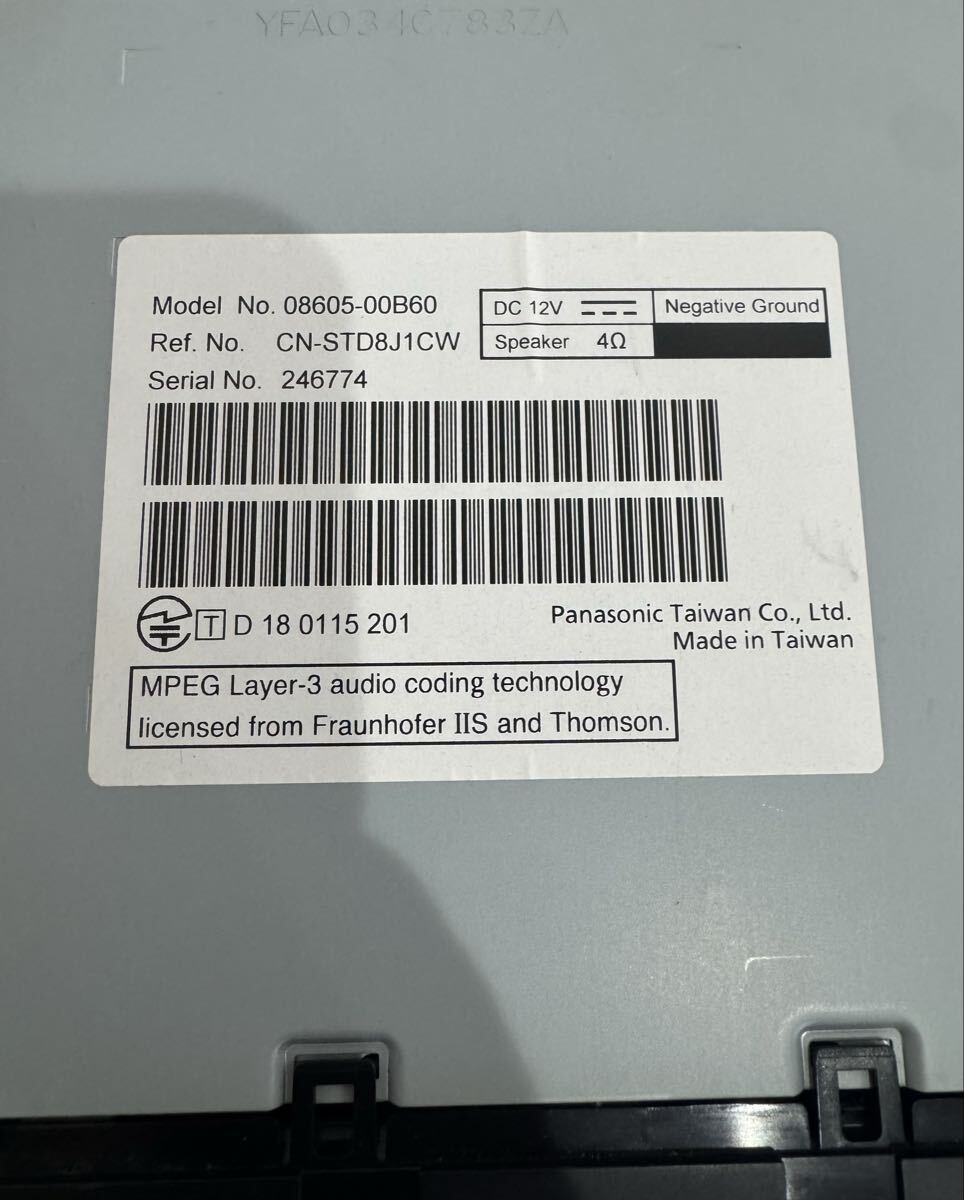 YFA034C783ZA
Model No. 08605-00B60
Ref. No. CN-STD8J1CW
Serial No. 246774
DC 12V
Negative Ground
Speaker 4Ω
T D 18 0115 201
Panasonic Taiwan Co., Ltd.
Made in Taiwan
MPEG Layer-3 audio coding technology
licensed from Fraunhofer IIS and Thomson.